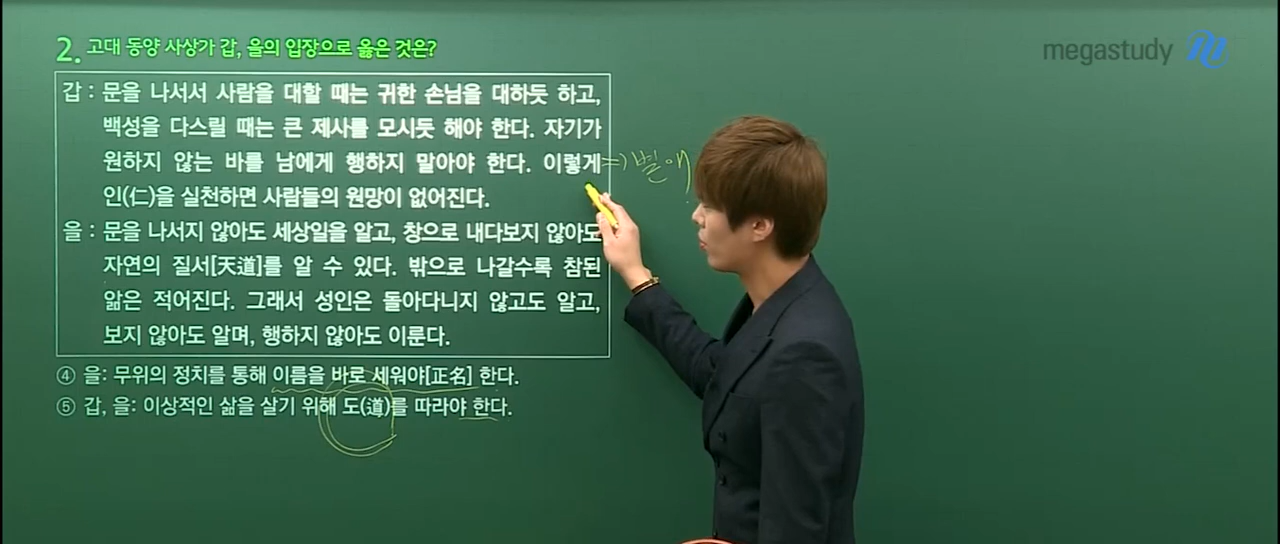 megastudy
2. 고대 동양 사상가 갑, 을의 입장으로 옳은 것은?
갑 : 문을 나서서 사람을 대할 때는 귀한 손님을 대하듯 하고,
백성을 다스릴 때는 큰 제사를 모시듯 해야 한다. 자기가
원하지 않는 바를 남에게 행하지 말아야 한다. 이렇게 => 별애
인(仁)을 실천하면 사람들의 원망이 없어진다.
을 : 문을 나서지 않아도 세상일을 알고, 창으로 내다보지 않아도
자연의 질서[天道]를 알 수 있다. 밖으로 나갈수록 참된
앎은 적어진다. 그래서 성인은 돌아다니지 않고도 알고,
보지 않아도 알며, 행하지 않아도 이룬다.
④ 을: 무위의 정치를 통해 이름을 바로 세워야[正名] 한다.
⑤ 갑, 을: 이상적인 삶을 살기 위해 도(道)를 따라야 한다.